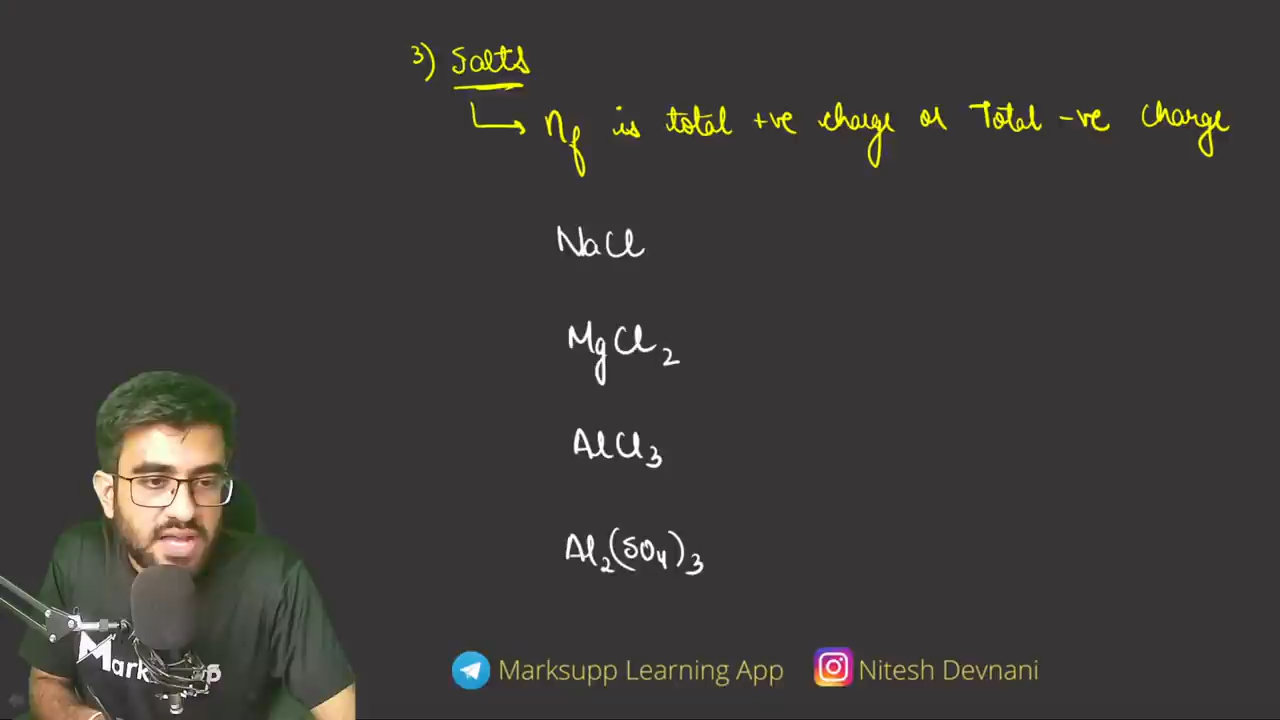 3) Salts
nf is total +ve charge or Total -ve charge
NaCl
MgCl2
AlCl3
Al2(SO4)3
Marksupp
Marksupp Learning App Nitesh Devnani